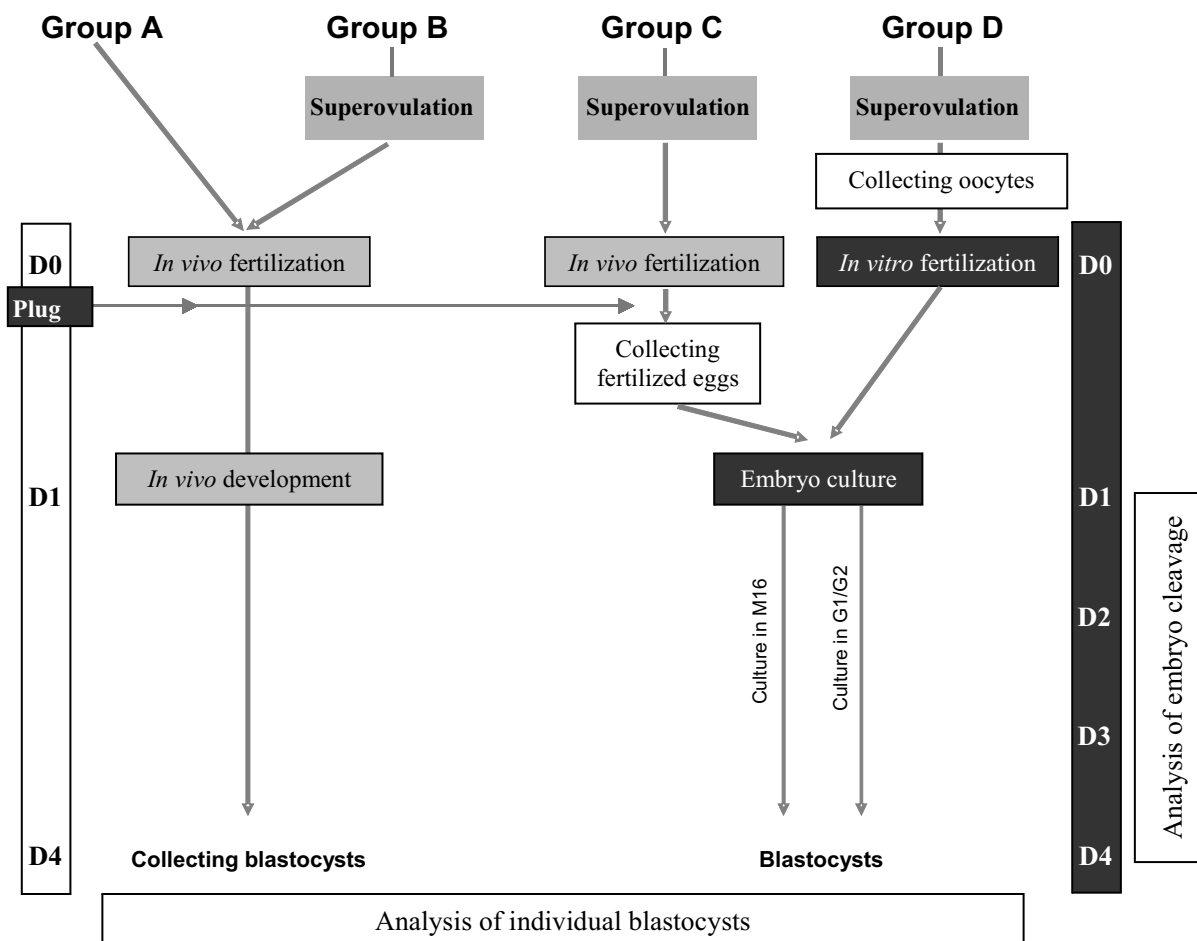 Group A
Group B
Group C
Group D
Superovulation
Superovulation
Superovulation
Collecting oocytes
D0
In vivo fertilization
In vivo fertilization
In vitro fertilization
D0
Plug
Collecting
fertilized eggs
D1
In vivo development
Embryo culture
D1
Culture in M16
Culture in G1/G2
D2
D3
Analysis of embryo cleavage
D4
Collecting blastocysts
Blastocysts
D4
Analysis of individual blastocysts